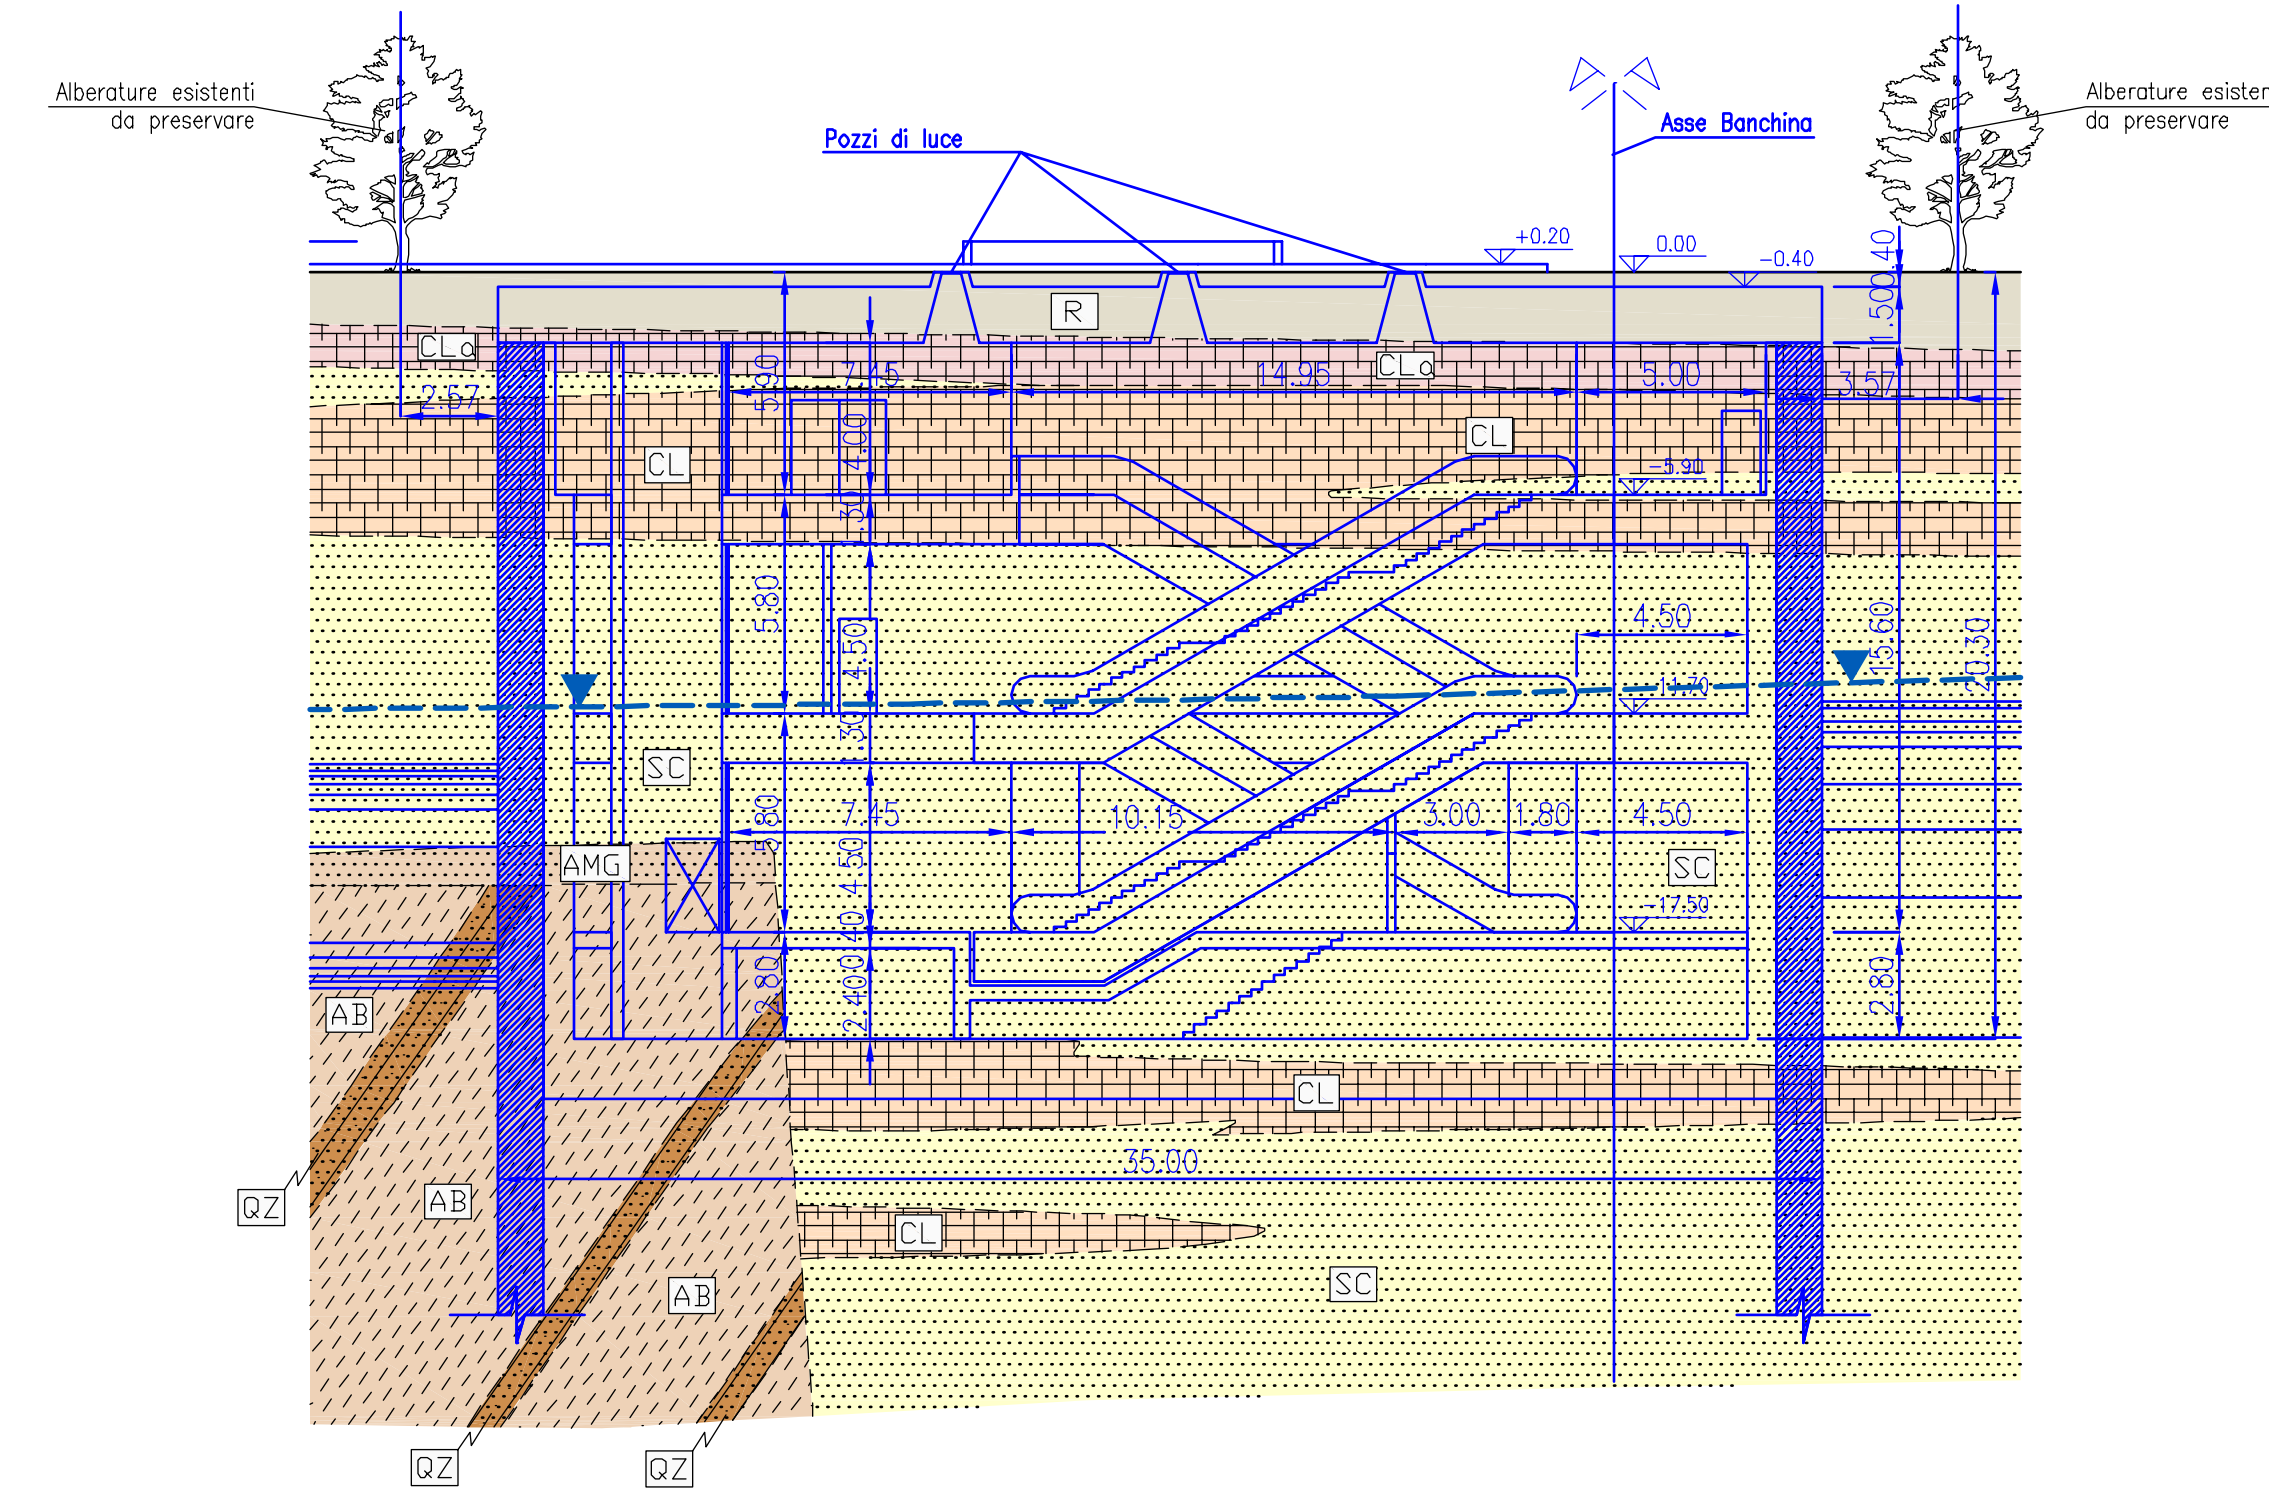 Alberature esistenti
da preservare
Alberature esisten
da preservare
Pozzi di luce
Asse Banchina
+0.20
0.00
-0.40
.40
1.50
R
CLa
CLa
5.90
7.45
14.95
5.00
3.57
2.57
4.00
CL
CL
-5.90
1.30
5.80
4.50
4.50
15.60
20.30
-11.70
1.30
SC
5.80
7.45
10.15
3.00
1.80
4.50
4.50
AMG
SC
-17.50
.40
2.80
2.40
2.80
AB
CL
35.00
AB
QZ
CL
AB
SC
QZ
QZ